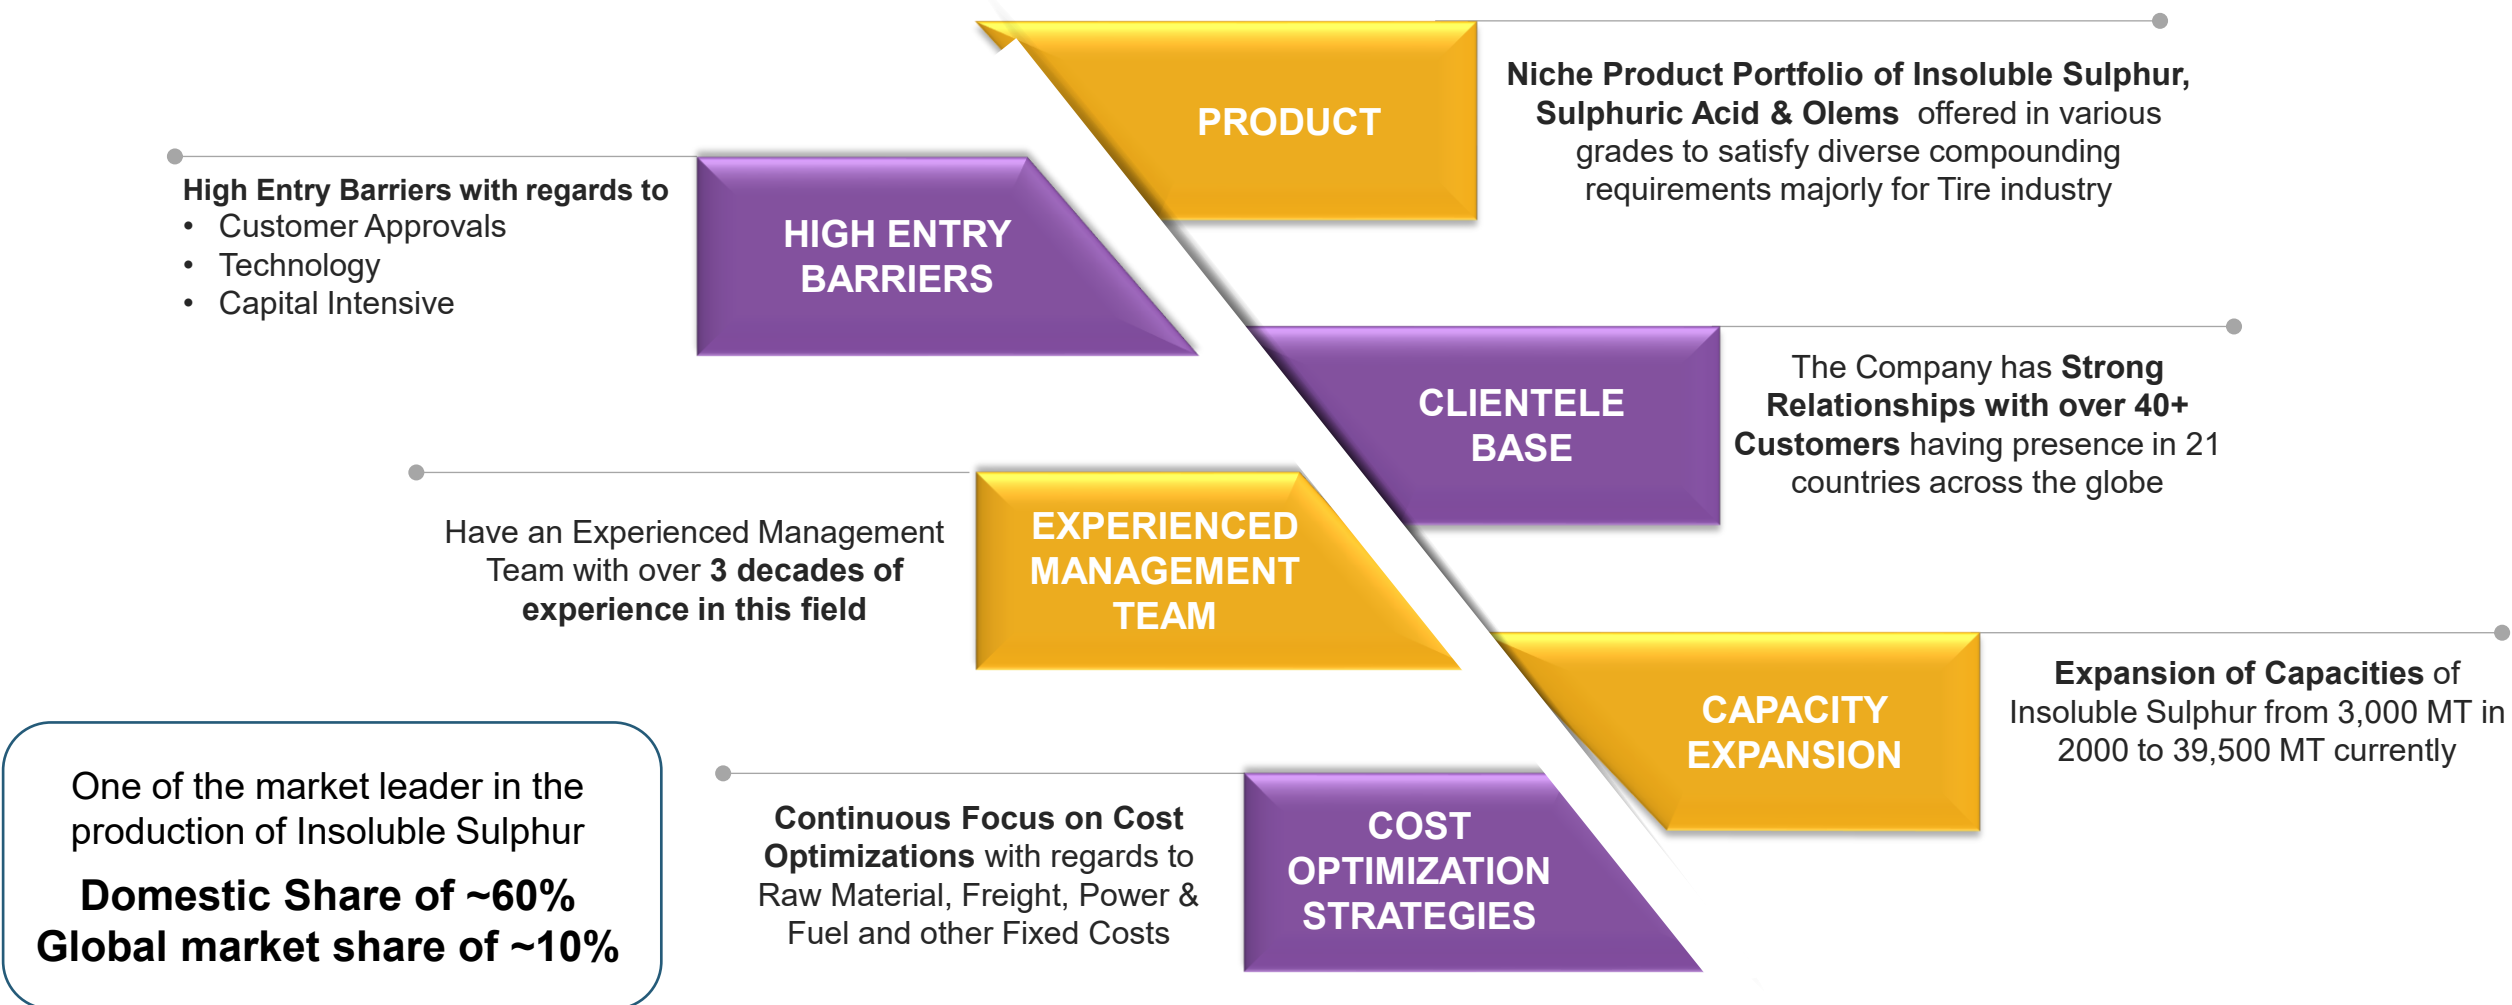 PRODUCT
Niche Product Portfolio of Insoluble Sulphur,
Sulphuric Acid & Olems offered in various
grades to satisfy diverse compounding
requirements majorly for Tire industry
High Entry Barriers with regards to
• Customer Approvals
• Technology
• Capital Intensive
HIGH ENTRY
BARRIERS
CLIENTELE
BASE
The Company has Strong
Relationships with over 40+
Customers having presence in 21
countries across the globe
Have an Experienced Management
Team with over 3 decades of
experience in this field
EXPERIENCED
MANAGEMENT
TEAM
CAPACITY
EXPANSION
Expansion of Capacities of
Insoluble Sulphur from 3,000 MT in
2000 to 39,500 MT currently
One of the market leader in the
production of Insoluble Sulphur
Domestic Share of ~60%
Global market share of ~10%
Continuous Focus on Cost
Optimizations with regards to
Raw Material, Freight, Power &
Fuel and other Fixed Costs
COST
OPTIMIZATION
STRATEGIES